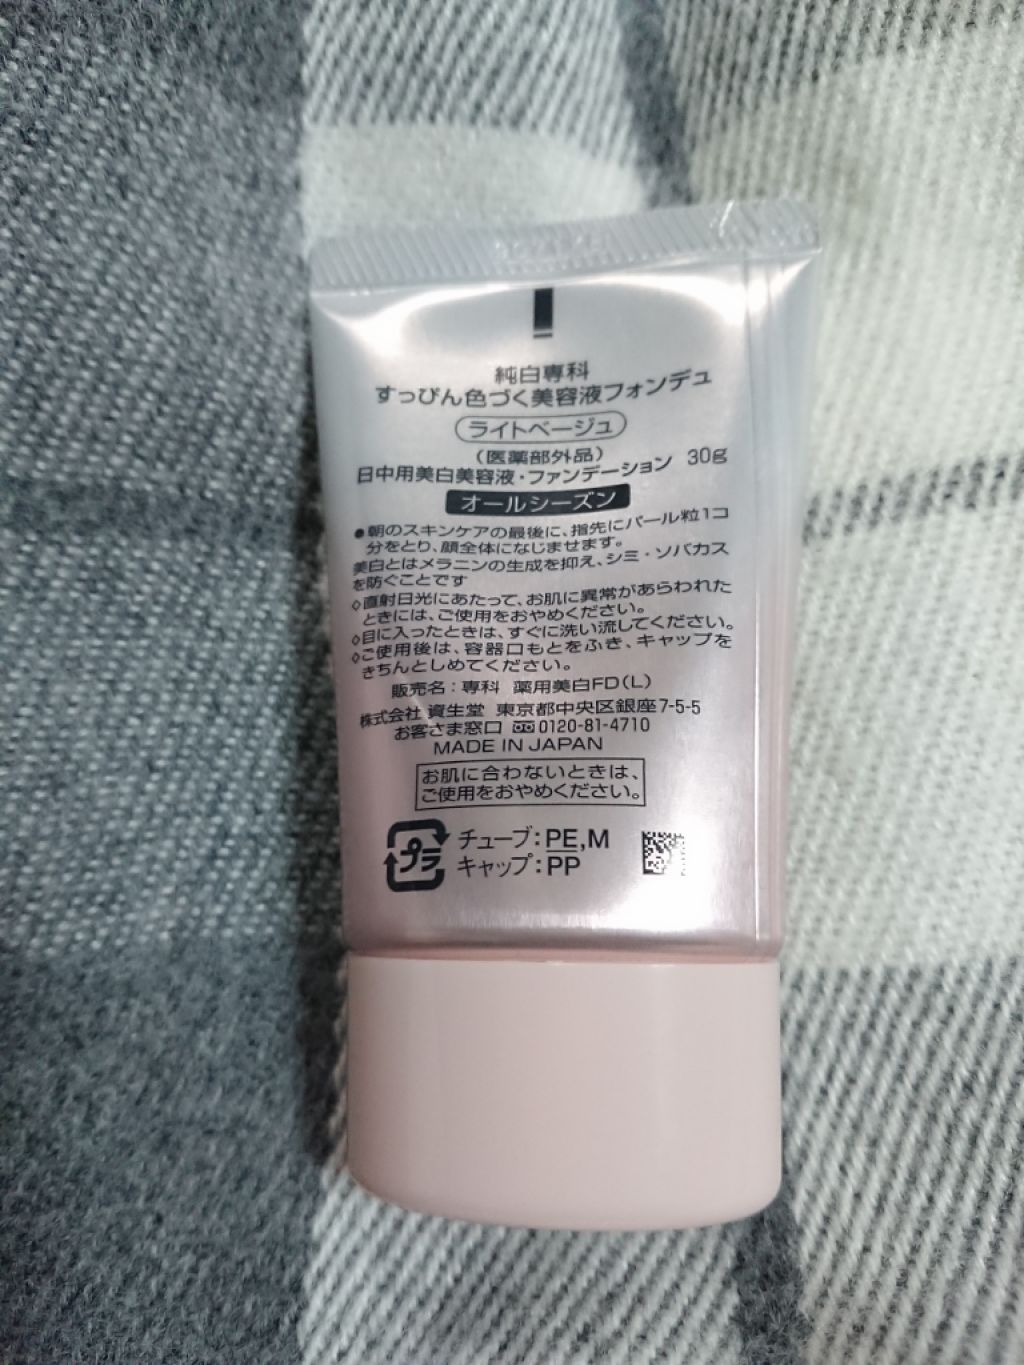 純白専科
すっぴん色づく美容液フォンデュ
ライトベージュ
(医薬部外品)
日中用美白美容液・ファンデーション 30g
オールシーズン
●朝のスキンケアの最後に、指先にパール粒1コ
分をとり、顔全体になじませます。
美白とはメラニンの生成を抑え、シミ・ソバカス
を防ぐことです
◇直射日光にあたって、お肌に異常があらわれた
ときには、ご使用をおやめください。
◇目に入ったときは、すぐに洗い流してください。
◇ご使用後は、容器口もとをふき、キャップを
きちんとしめてください。
販売名:専科 薬用美白FD(L)
株式会社 資生堂 東京都中央区銀座7-5-5
お客さま窓口 0120-81-4710
MADE IN JAPAN
お肌に合わないときは、
ご使用をおやめください。
プラ チューブ:PE,M
キャップ:PP